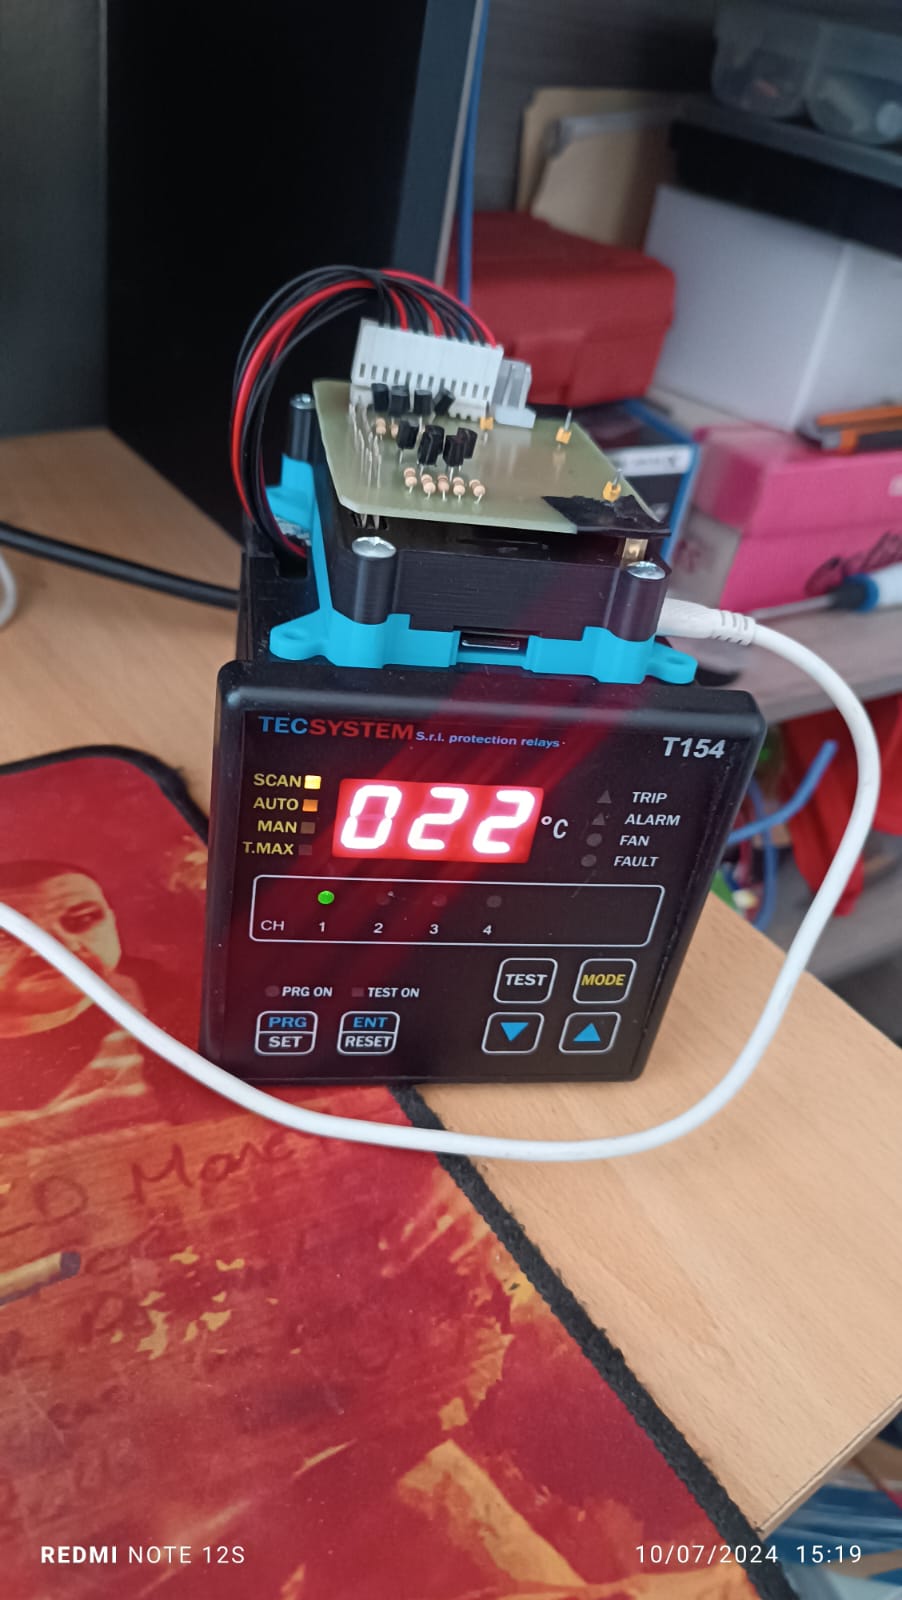 TECSYSTEM S.r.l. protection relays
T154
SCAN
AUTO
MAN
T.MAX
022 °C
TRIP
ALARM
FAN
FAULT
CH 1 2 3 4
PRG ON
TEST ON
TEST
MODE
PRG
SET
ENT
RESET
REDMI NOTE 12S
10/07/2024 15:19